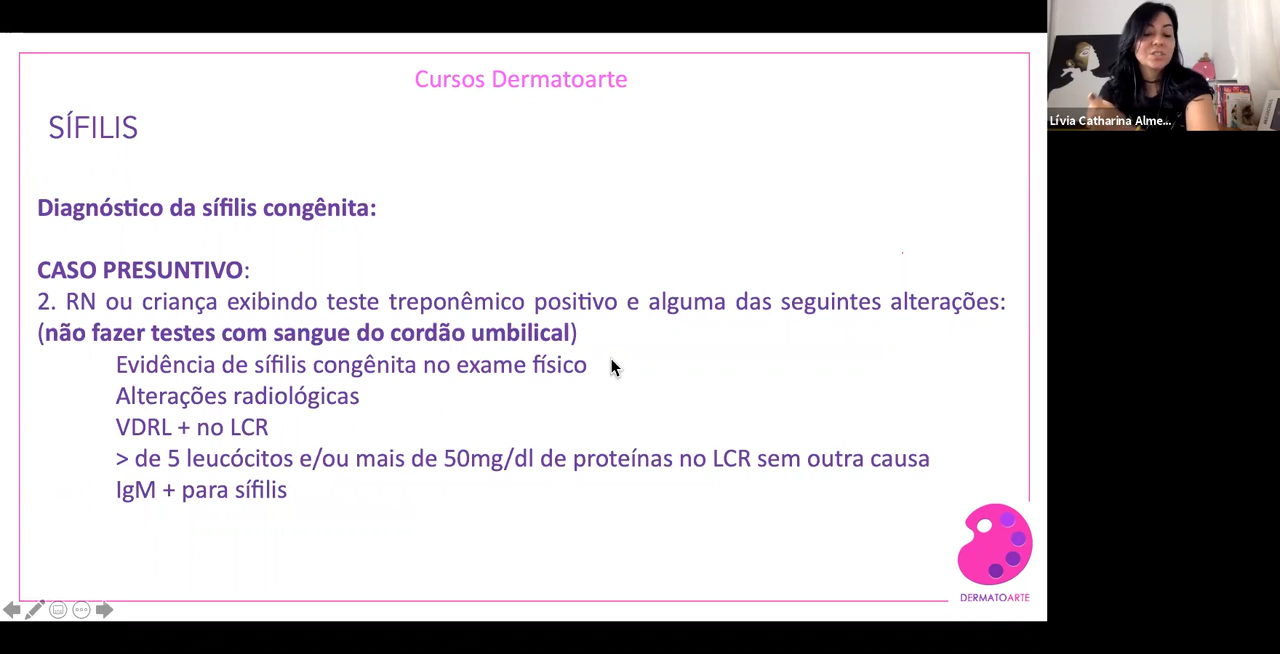 Cursos Dermatoarte
Lívia Catharina Alme...
SÍFILIS
Diagnóstico da sífilis congênita:
CASO PRESUNTIVO:
2. RN ou criança exibindo teste treponêmico positivo e alguma das seguintes alterações:
(não fazer testes com sangue do cordão umbilical)
Evidência de sífilis congênita no exame físico
Alterações radiológicas
VDRL + no LCR
> de 5 leucócitos e/ou mais de 50mg/dl de proteínas no LCR sem outra causa
IgM + para sífilis
DERMATOARTE